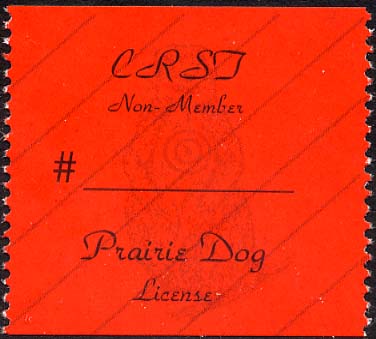 CRST
Non-Member
#
Prairie Dog
License